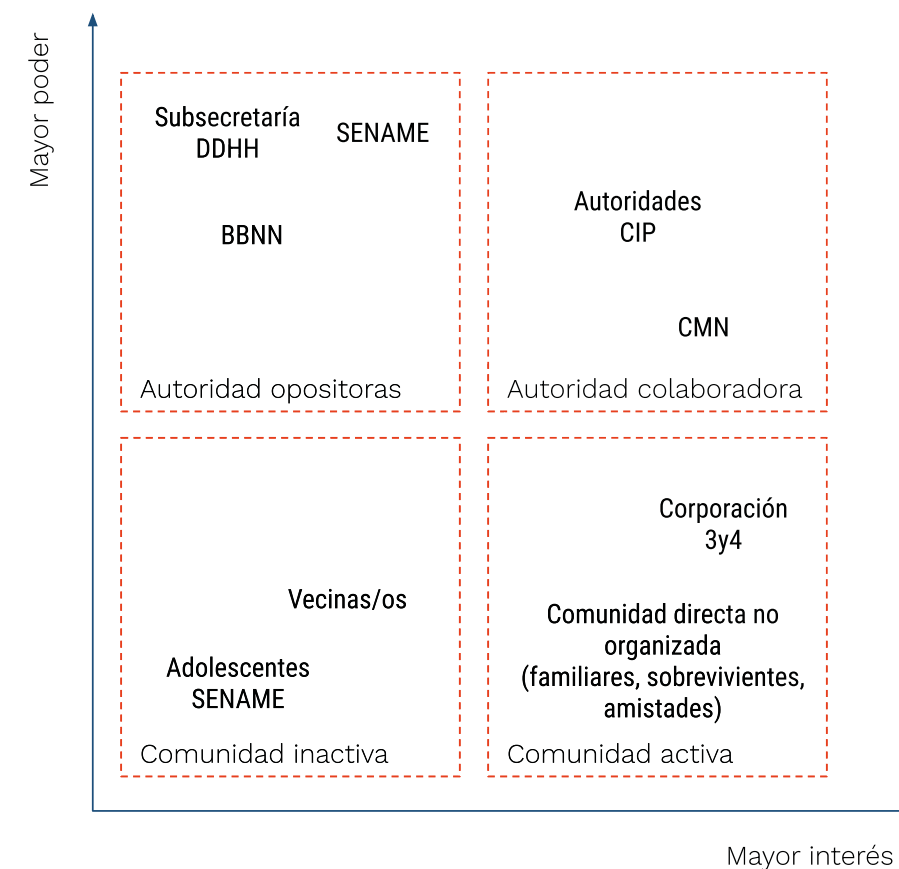 Mayor poder
Subsecretaría
DDHH
SENAME
BBNN
Autoridad opositoras
Autoridades
CIP
CMN
Autoridad colaboradora
Vecinas/os
Adolescentes
SENAME
Comunidad inactiva
Corporación
3y4
Comunidad directa no
organizada
(familiares, sobrevivientes,
amistades)
Comunidad activa
Mayor interés